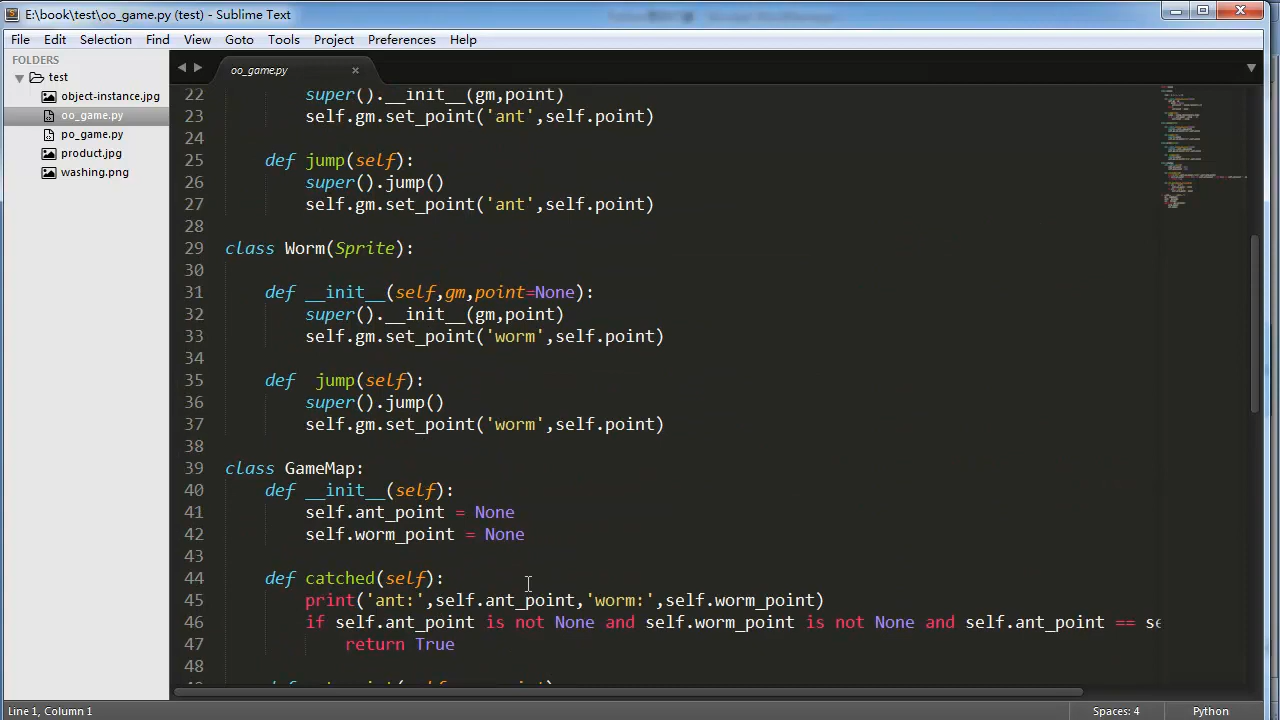 E:\book\test\oo_game.py (test) - Sublime Text
File Edit Selection Find View Goto Tools Project Preferences Help
FOLDERS
test
object-instance.jpg
oo_game.py
po_game.py
product.jpg
washing.png
oo_game.py
22 super().__init__(gm,point)
23 self.gm.set_point('ant',self.point)
24
25 def jump(self):
26 super().jump()
27 self.gm.set_point('ant',self.point)
28
29 class Worm(Sprite):
30
31 def __init__(self,gm,point=None):
32 super().__init__(gm,point)
33 self.gm.set_point('worm',self.point)
34
35 def  jump(self):
36 super().jump()
37 self.gm.set_point('worm',self.point)
38
39 class GameMap:
40 def __init__(self):
41 self.ant_point = None
42 self.worm_point = None
43
44 def catched(self):
45 print('ant:',self.ant_point,'worm:',self.worm_point)
46 if self.ant_point is not None and self.worm_point is not None and self.ant_point == se
47 return True
48
Line 1, Column 1
Spaces: 4
Python